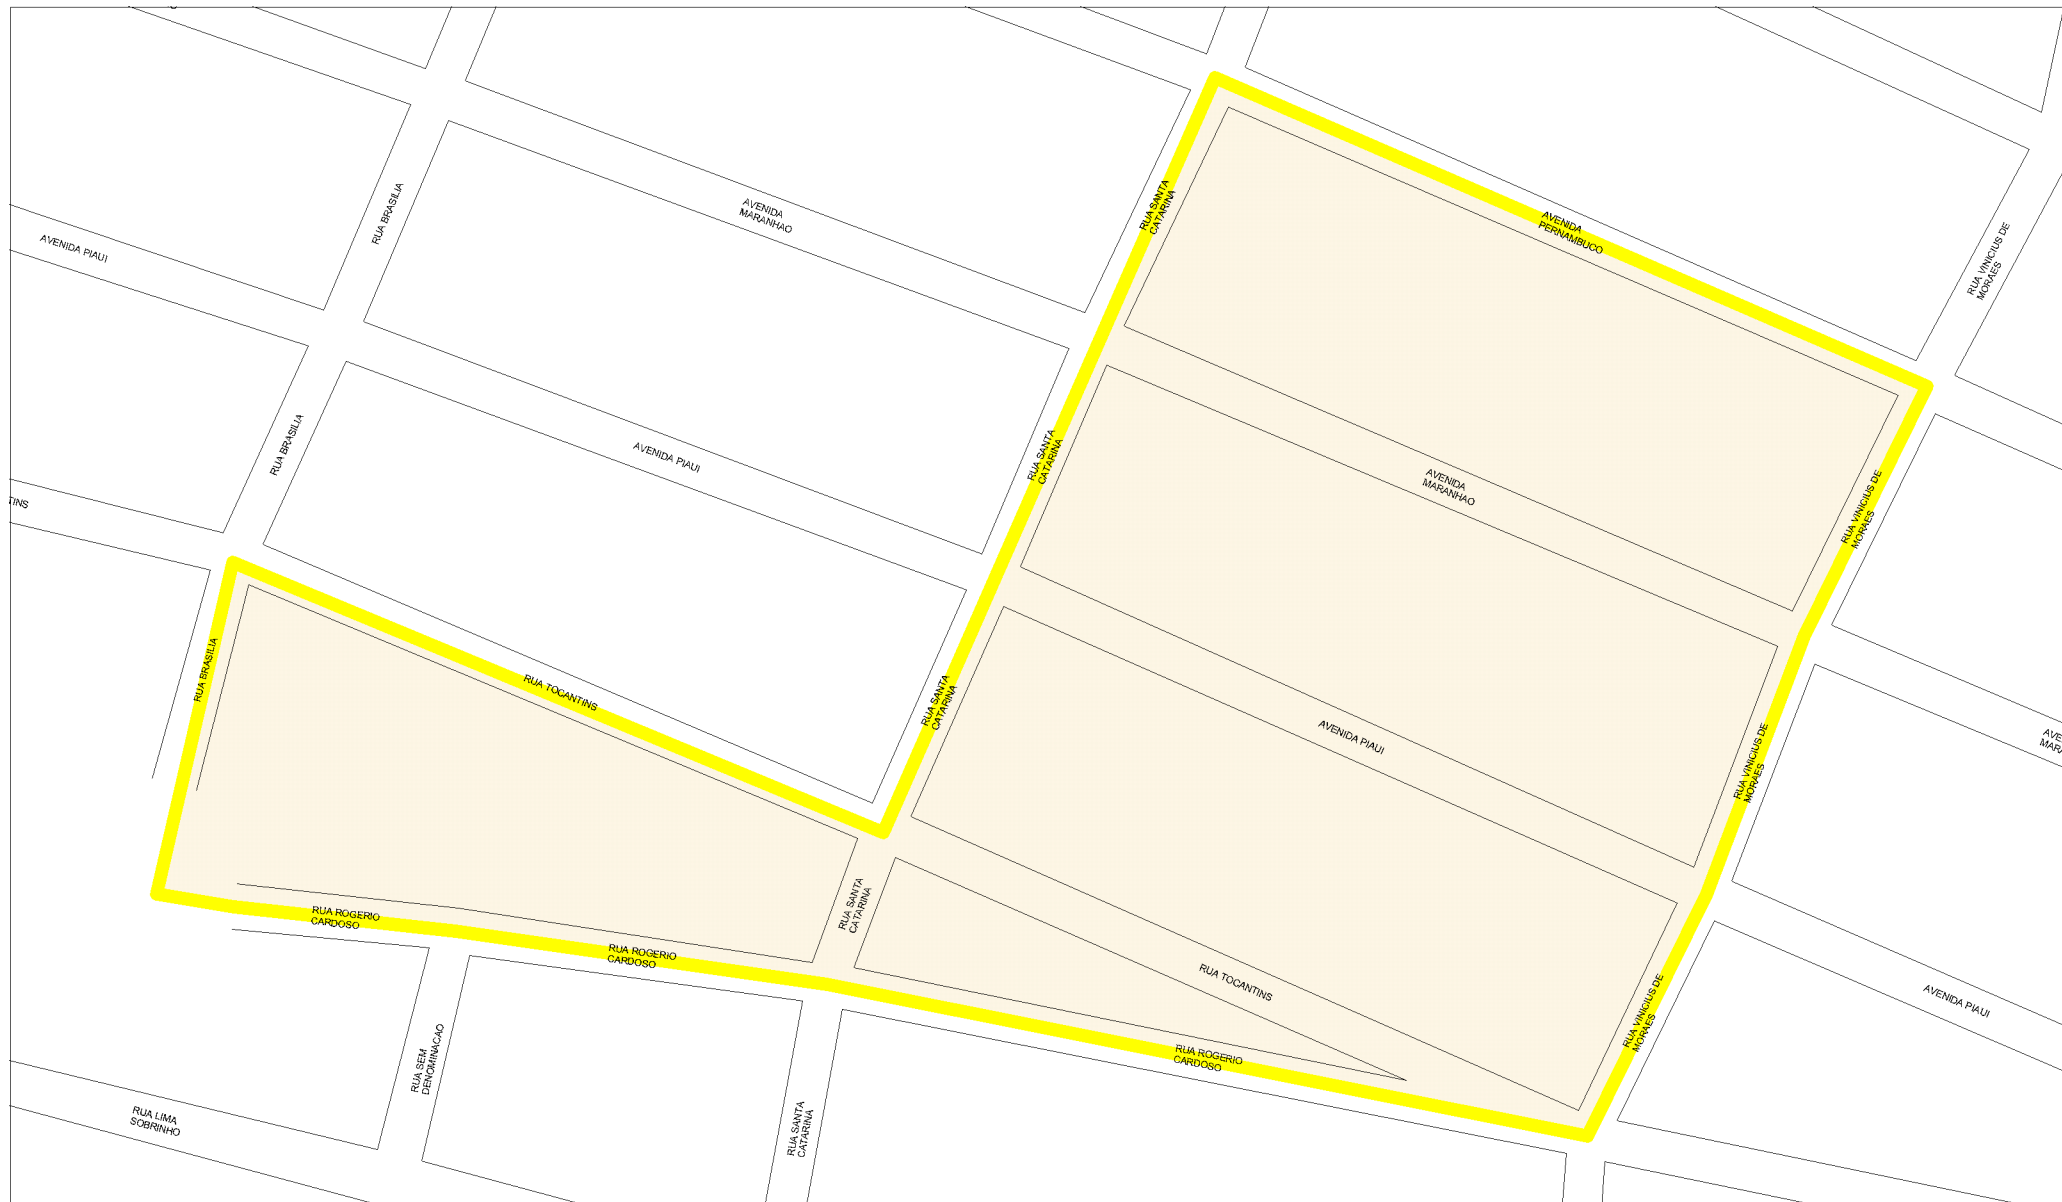 RUA BRASILIA
AVENIDA
MARANHAO
RUA SANTA
CATARINA
AVENIDA
PERNAMBUCO
RUA VINICIUS DE
MORAES
AVENIDA PIAUI
RUA BRASILIA
AVENIDA PIAUI
RUA SANTA
CATARINA
AVENIDA
MARANHAO
RUA VINICIUS DE
MORAES
TINS
RUA BRASILIA
RUA TOCANTINS
RUA SANTA
CATARINA
AVENIDA PIAUI
RUA VINICIUS DE
MORAES
AVE
MAR
RUA ROGERIO
CARDOSO
RUA ROGERIO
CARDOSO
RUA SANTA
CATARINA
RUA TOCANTINS
RUA VINICIUS DE
MORAES
AVENIDA PIAUI
RUA LIMA
SOBRINHO
RUA SEM
DENOMINACAO
RUA SANTA
CATARINA
RUA ROGERIO
CARDOSO